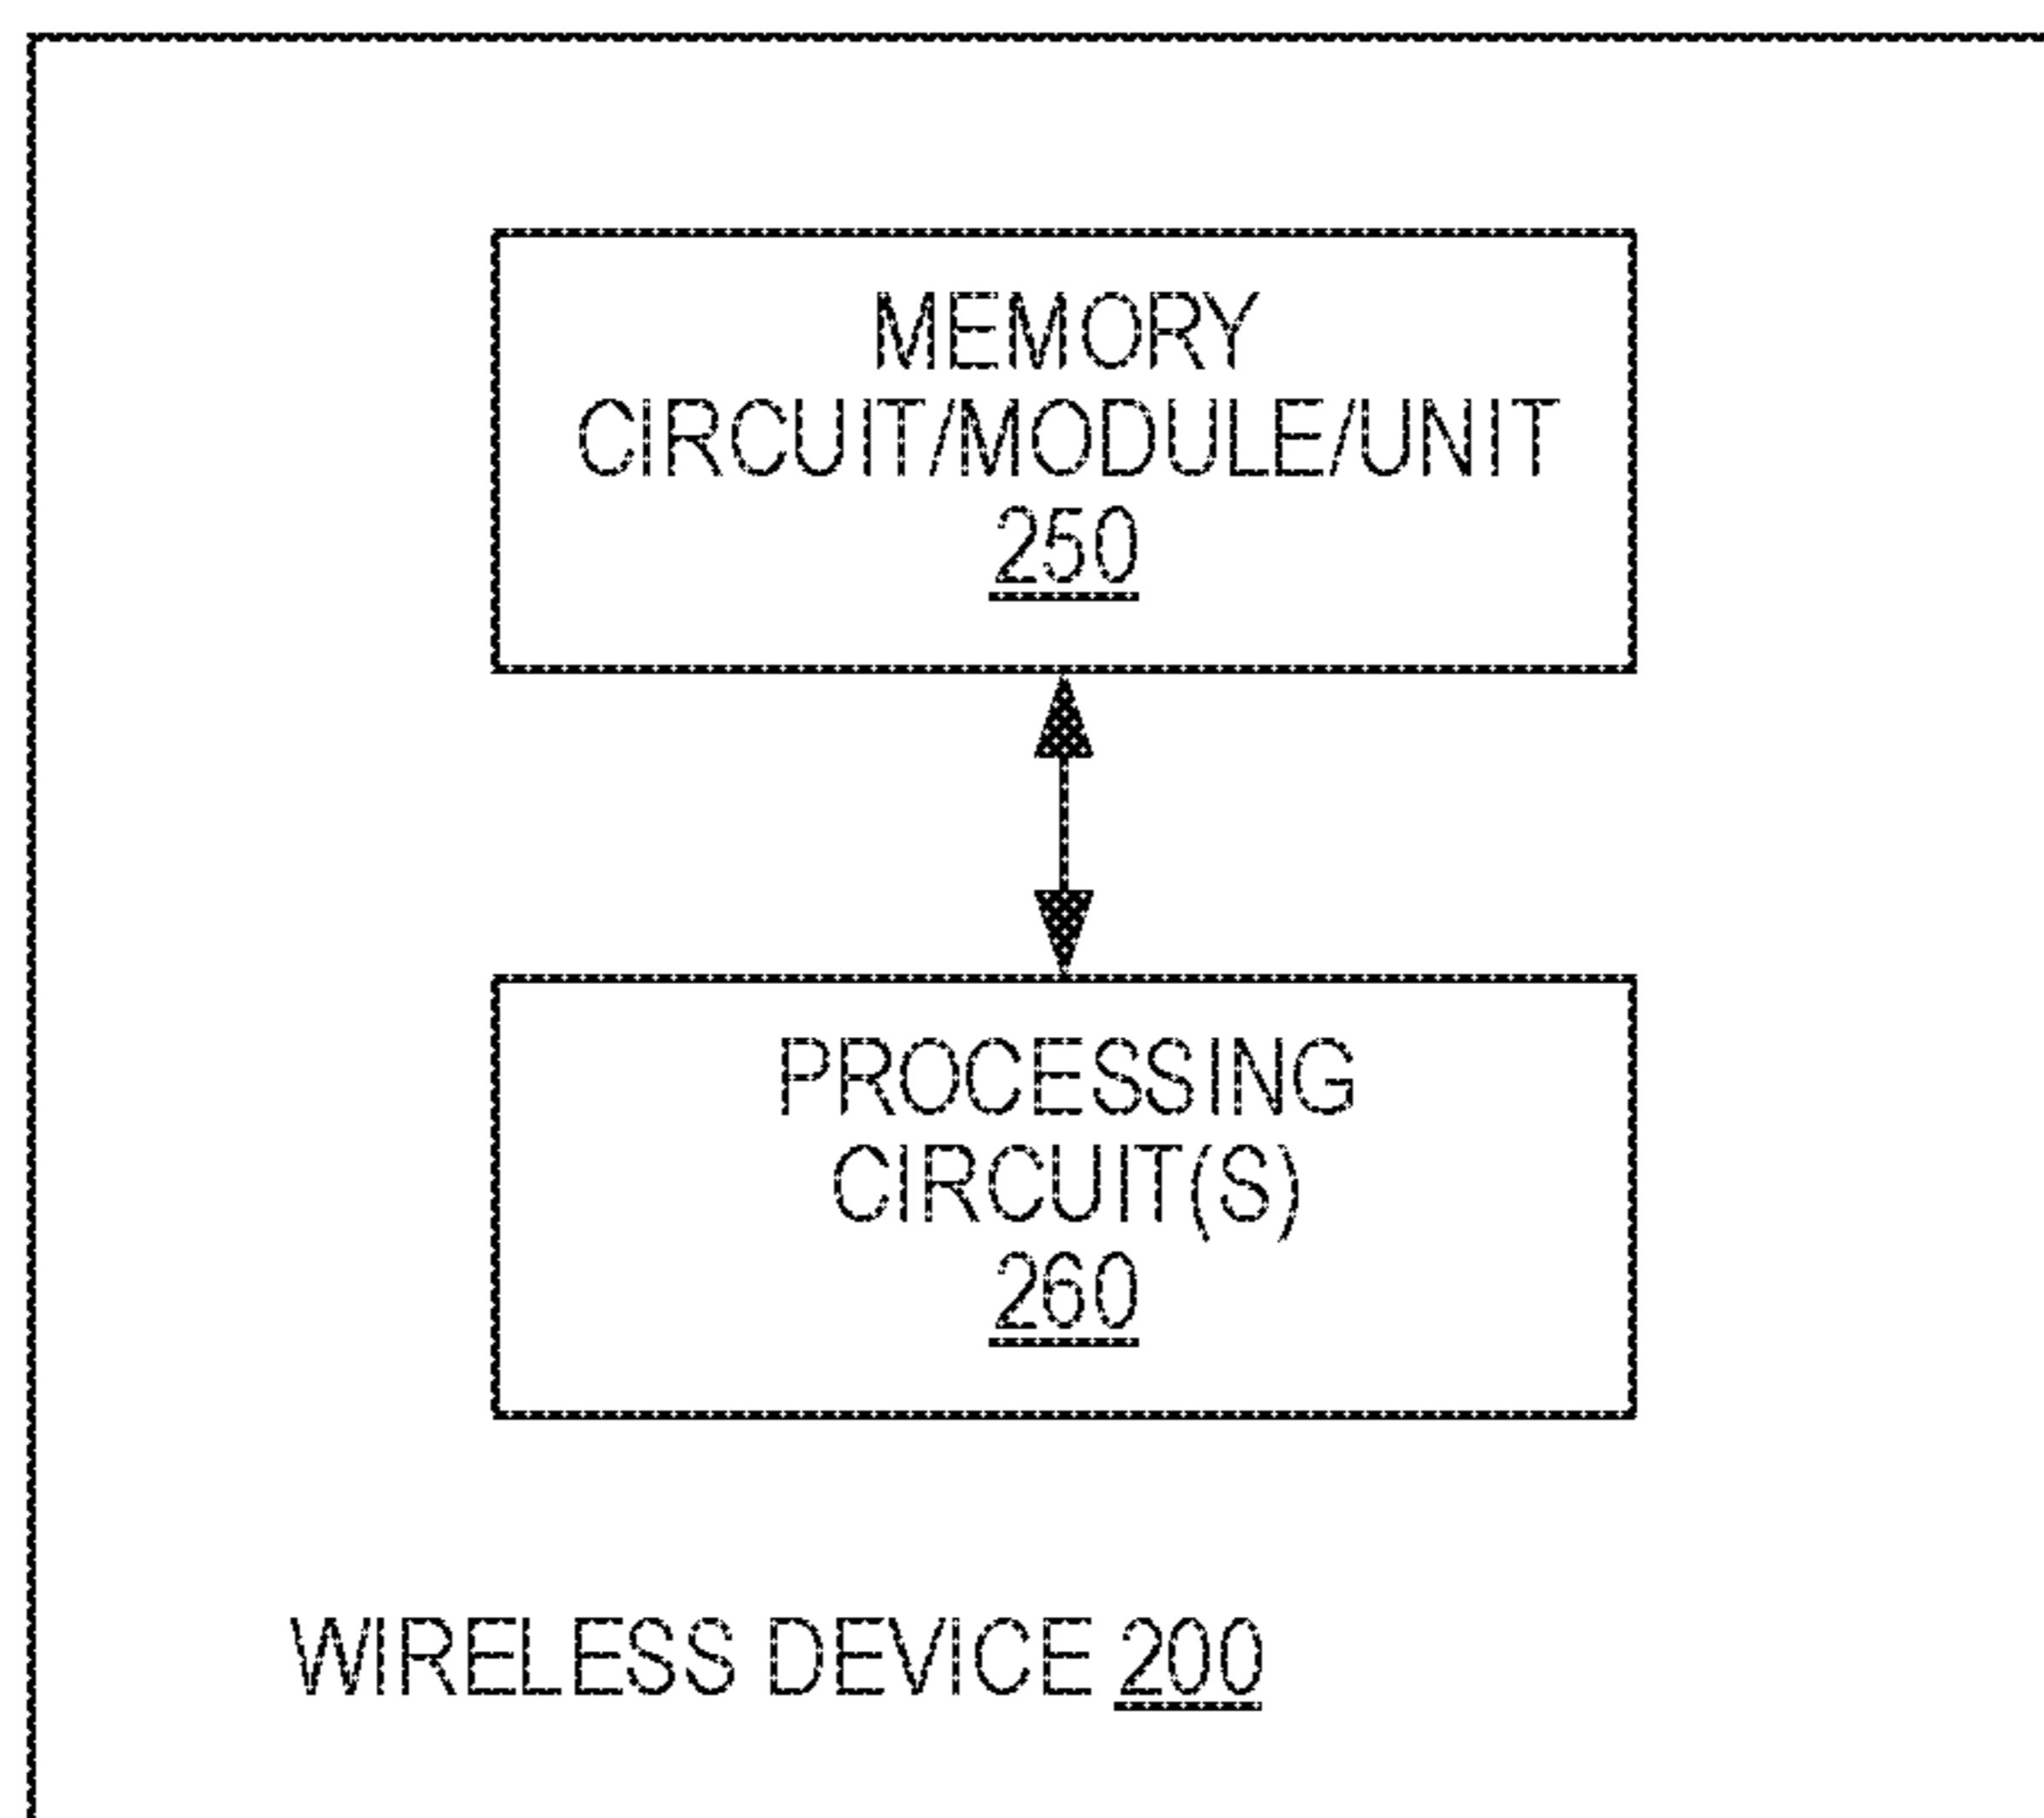 MEMORY
CIRCUIT/MODULE/UNIT
250
PROCESSING
CIRCUIT(S)
260
WIRELESS DEVICE 200